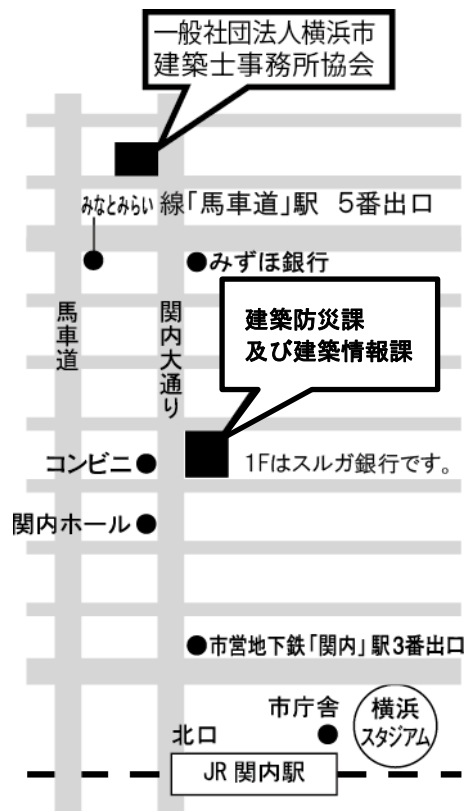 一般社団法人横浜市
建築士事務所協会
みなとみらい線「馬車道」駅　5番出口
みずほ銀行
馬車道
関内大通り
建築防災課
及び建築情報課
コンビニ
1Fはスルガ銀行です。
関内ホール
市営地下鉄「関内」駅3番出口
市庁舎
横浜
スタジアム
北口
JR 関内駅